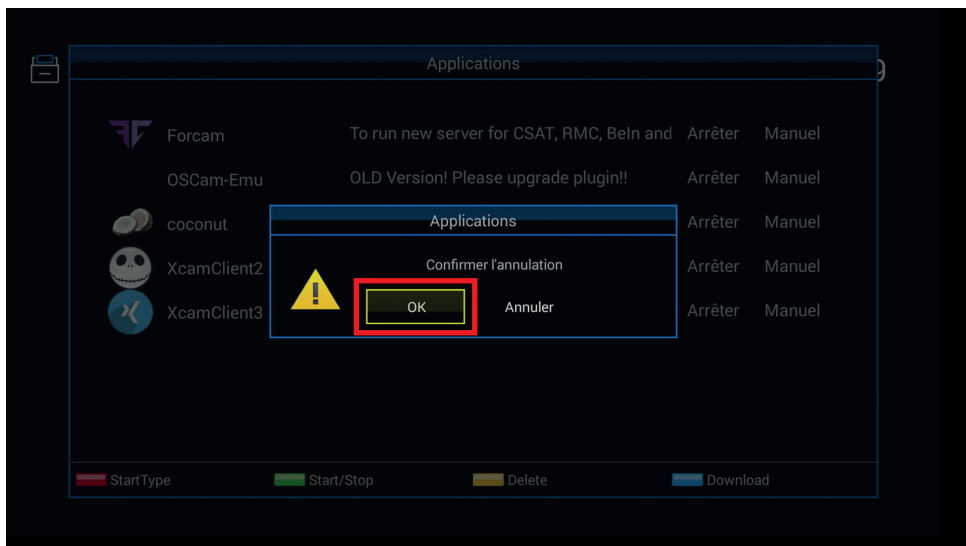 Applications
9
Forcam To run new server for CSAT, RMC, BeIn and Arrêter Manuel
OSCam-Emu OLD Version! Please upgrade plugin!! Arrêter Manuel
coconut Arrêter Manuel
XcamClient2 Arrêter Manuel
XcamClient3 Arrêter Manuel
Applications
Confirmer l'annulation
OK Annuler
StartType Start/Stop Delete Download